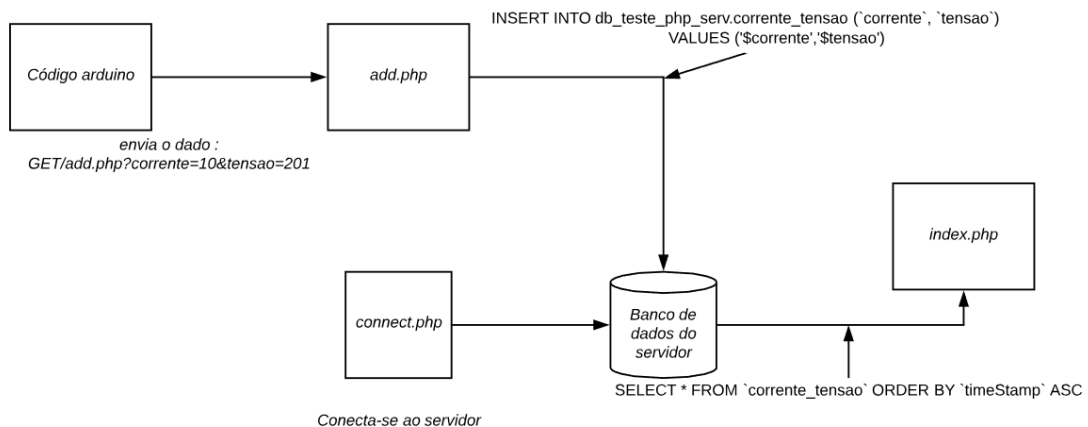 INSERT INTO db_teste_php_serv.corrente_tensao (`corrente`, `tensao`)
VALUES ('$corrente','$tensao')
Código arduino
add.php
envia o dado :
GET/add.php?corrente=10&tensao=201
index.php
connect.php
Banco de
dados do
servidor
SELECT * FROM `corrente_tensao` ORDER BY `timeStamp` ASC
Conecta-se ao servidor